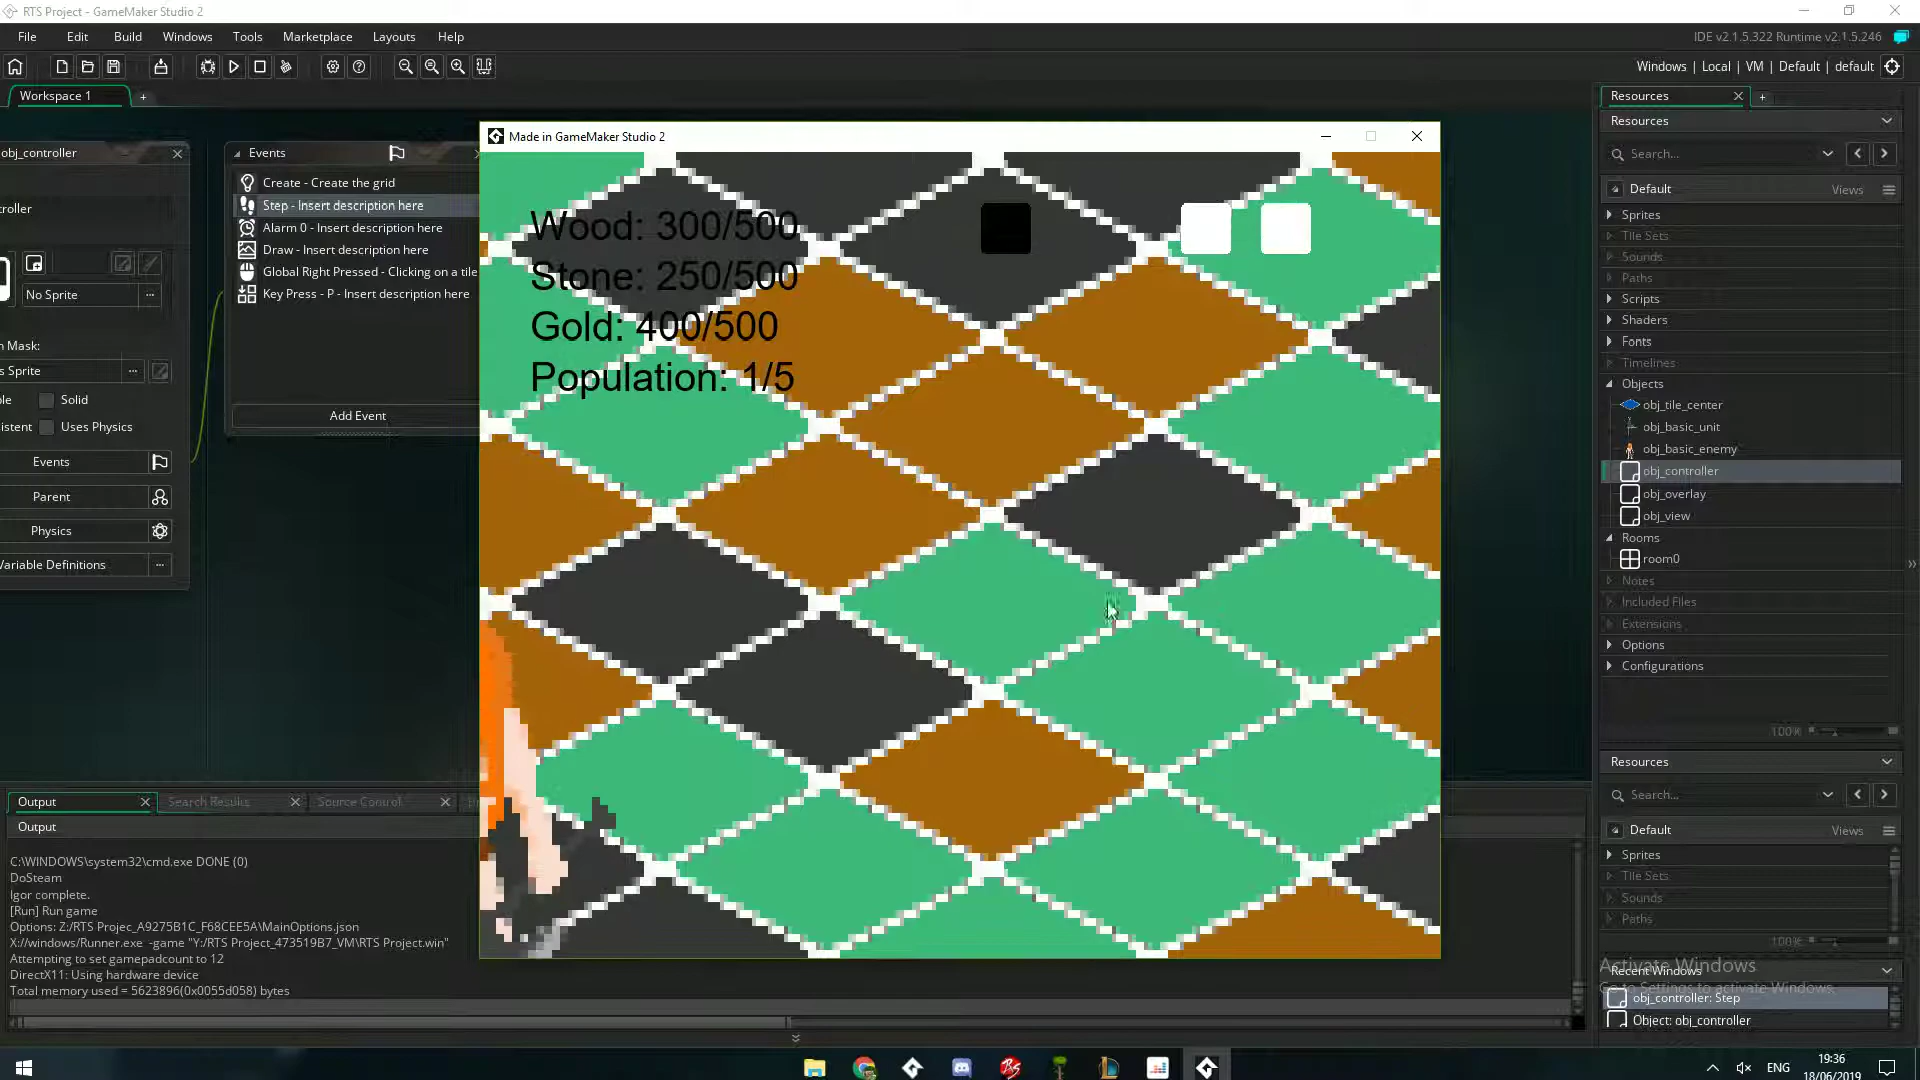 RTS Project - GameMaker Studio 2
File Edit Build Windows Tools Marketplace Layouts Help
IDE v2.1.5.322 Runtime v2.1.5.246
Windows | Local | VM | Default | default
Workspace 1
obj_controller
Events
Create - Create the grid
Step - Insert description here
Alarm 0 - Insert description here
Draw - Insert description here
Global Right Pressed - Clicking on a tile
Key Press - P - Insert description here
Add Event
No Sprite
Solid
Uses Physics
Events
Parent
Physics
Variable Definitions
Made in GameMaker Studio 2
Wood: 300/500
Stone: 250/500
Gold: 400/500
Population: 1/5
Resources
Resources
Search...
Default
Views
Sprites
Tile Sets
Sounds
Paths
Scripts
Shaders
Fonts
Timelines
Objects
obj_tile_center
obj_basic_unit
obj_basic_enemy
obj_controller
obj_overlay
obj_view
Rooms
room0
Notes
Included Files
Extensions
Options
Configurations
100%
Resources
Search...
Default
Views
Sprites
Tile Sets
Sounds
Paths
100%
Activate Windows
Recent Windows
Go to Settings to activate Windows.
obj_controller: Step
Object: obj_controller
Output
Search Results
Source Control
Output
C:\WINDOWS\system32\cmd.exe DONE (0)
DoSteam
Igor complete.
[Run] Run game
Options: Z:/RTS Projec_A9275B1C_F68CEE5A\MainOptions.json
X://windows/Runner.exe -game "Y:/RTS Project_473519B7_VM\RTS Project.win"
Attempting to set gamepadcount to 12
DirectX11: Using hardware device
Total memory used = 5623896(0x0055d058) bytes
ENG
19:36
18/06/2019